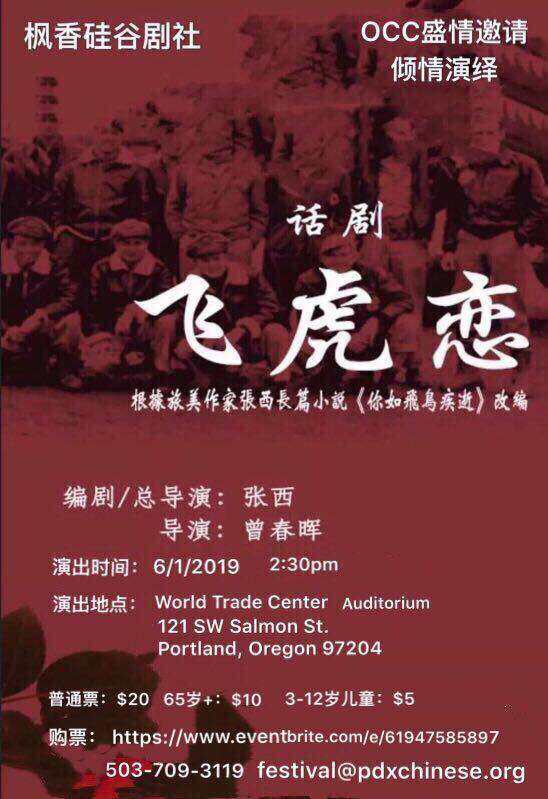 枫香硅谷剧社
OCC盛情邀请
倾情演绎
话剧
飞虎恋
根據旅美作家張西長篇小説《你如飛鳥疾逝》改编
编剧/总导演：张西
导演：曾春晖
演出时间：6/1/2019 2:30pm
演出地点：World Trade Center Auditorium
121 SW Salmon St.
Portland, Oregon 97204
普通票：$20 65岁+：$10 3-12岁儿童：$5
购票：https://www.eventbrite.com/e/61947585897
503-709-3119 festival@pdxchinese.org